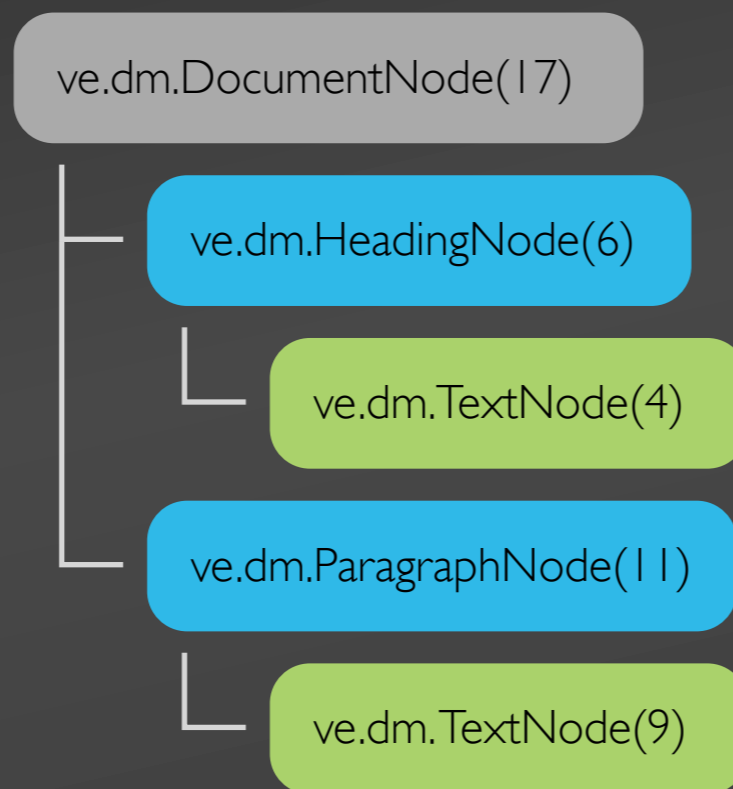 ve.dm.DocumentNode(17)
ve.dm.HeadingNode(6)
ve.dm.TextNode(4)
ve.dm.ParagraphNode(11)
ve.dm.TextNode(9)